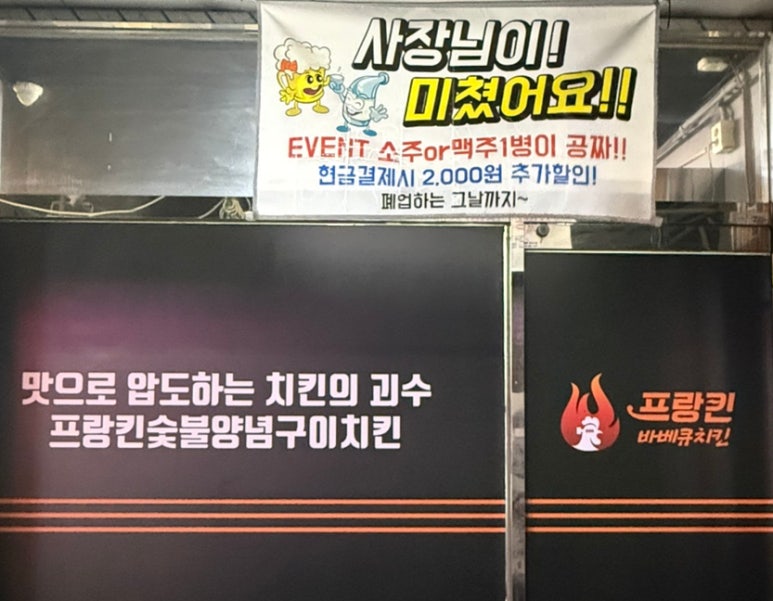 사장님이!
미쳤어요!!
EVENT 소주or맥주1병이 공짜!!
현금결제시 2,000원 추가할인!
폐업하는 그날까지~
맛으로 압도하는 치킨의 괴수
프랑킨숯불양념구이치킨
프랑킨
바베큐치킨